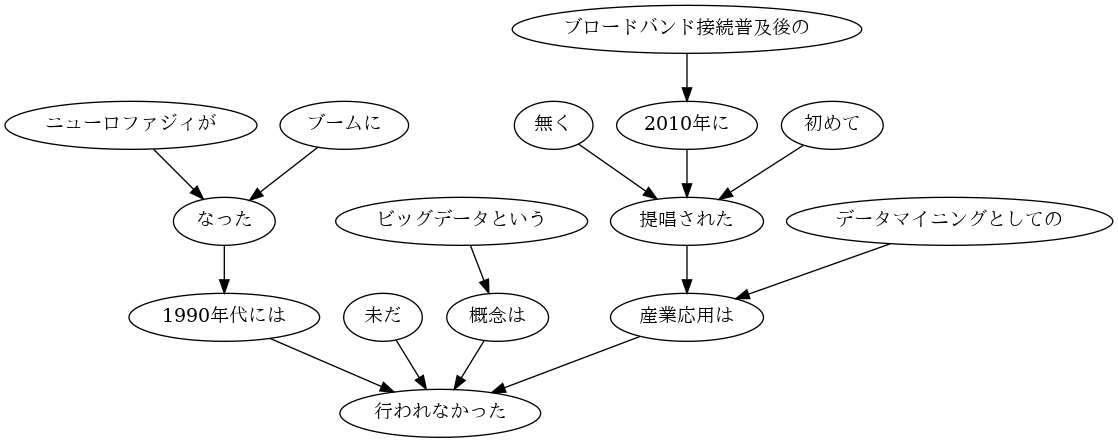 ブロードバンド接続普及後の
ニューロファジィが
ブームに
無く
2010年に
初めて
なった
ビッグデータという
提唱された
データマイニングとしての
1990年代には
未だ
概念は
産業応用は
行われなかった